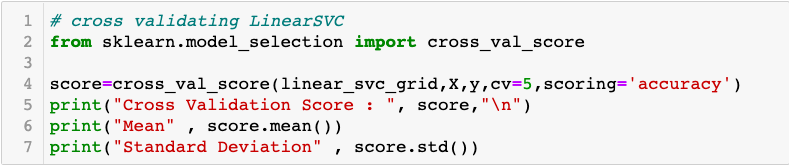 1 # cross validating LinearSVC
2 from sklearn.model_selection import cross_val_score
3
4 score=cross_val_score(linear_svc_grid,X,y,cv=5,scoring='accuracy')
5 print("Cross Validation Score : ", score,"\n")
6 print("Mean" , score.mean())
7 print("Standard Deviation" , score.std())